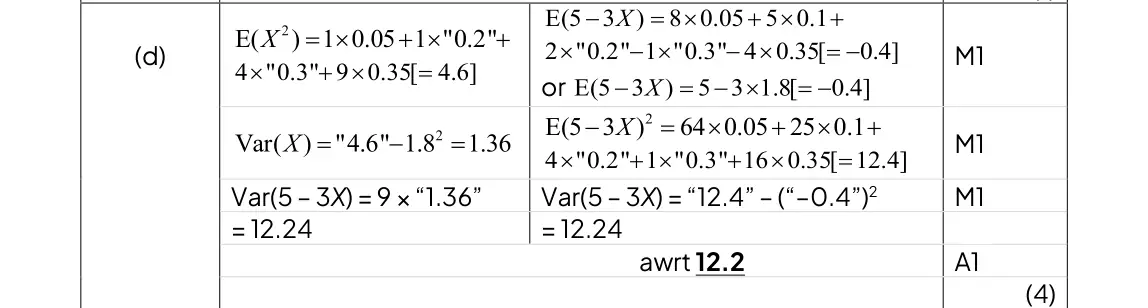 (d)
E(X²) = 1×0.05+1×"0.2"+
4×"0.3"+9×0.35[= 4.6]
E(5−3X) = 8×0.05+5×0.1+
2×"0.2"−1×"0.3"−4×0.35[= −0.4]
or E(5−3X) = 5−3×1.8[= −0.4]
M1
Var(X) = "4.6"−1.8² = 1.36
E(5−3X)² = 64×0.05+25×0.1+
4×"0.2"+1×"0.3"+16×0.35[=12.4]
M1
Var(5 – 3X) = 9 × “1.36”
= 12.24
Var(5 – 3X) = “12.4” – (“–0.4”)²
= 12.24
M1
awrt 12.2
A1
(4)